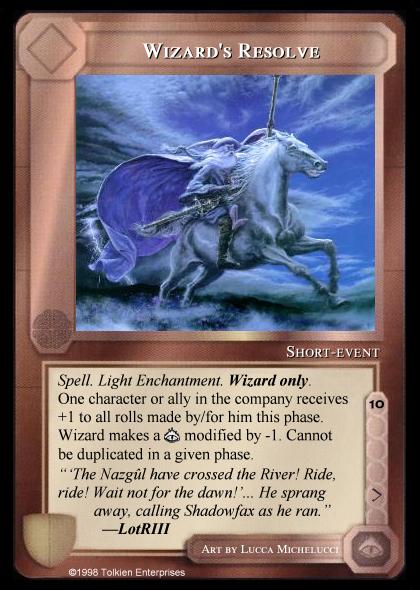 WIZARD'S RESOLVE
SHORT-EVENT
Spell. Light Enchantment. Wizard only.
One character or ally in the company receives
+1 to all rolls made by/for him this phase.
Wizard makes a modified by -1. Cannot
be duplicated in a given phase.
“‘The Nazgûl have crossed the River! Ride,
ride! Wait not for the dawn!’... He sprang
away, calling Shadowfax as he ran.”
—LotRIII
10
ART BY LUCCA MICHELUCCI
©1998 Tolkien Enterprises